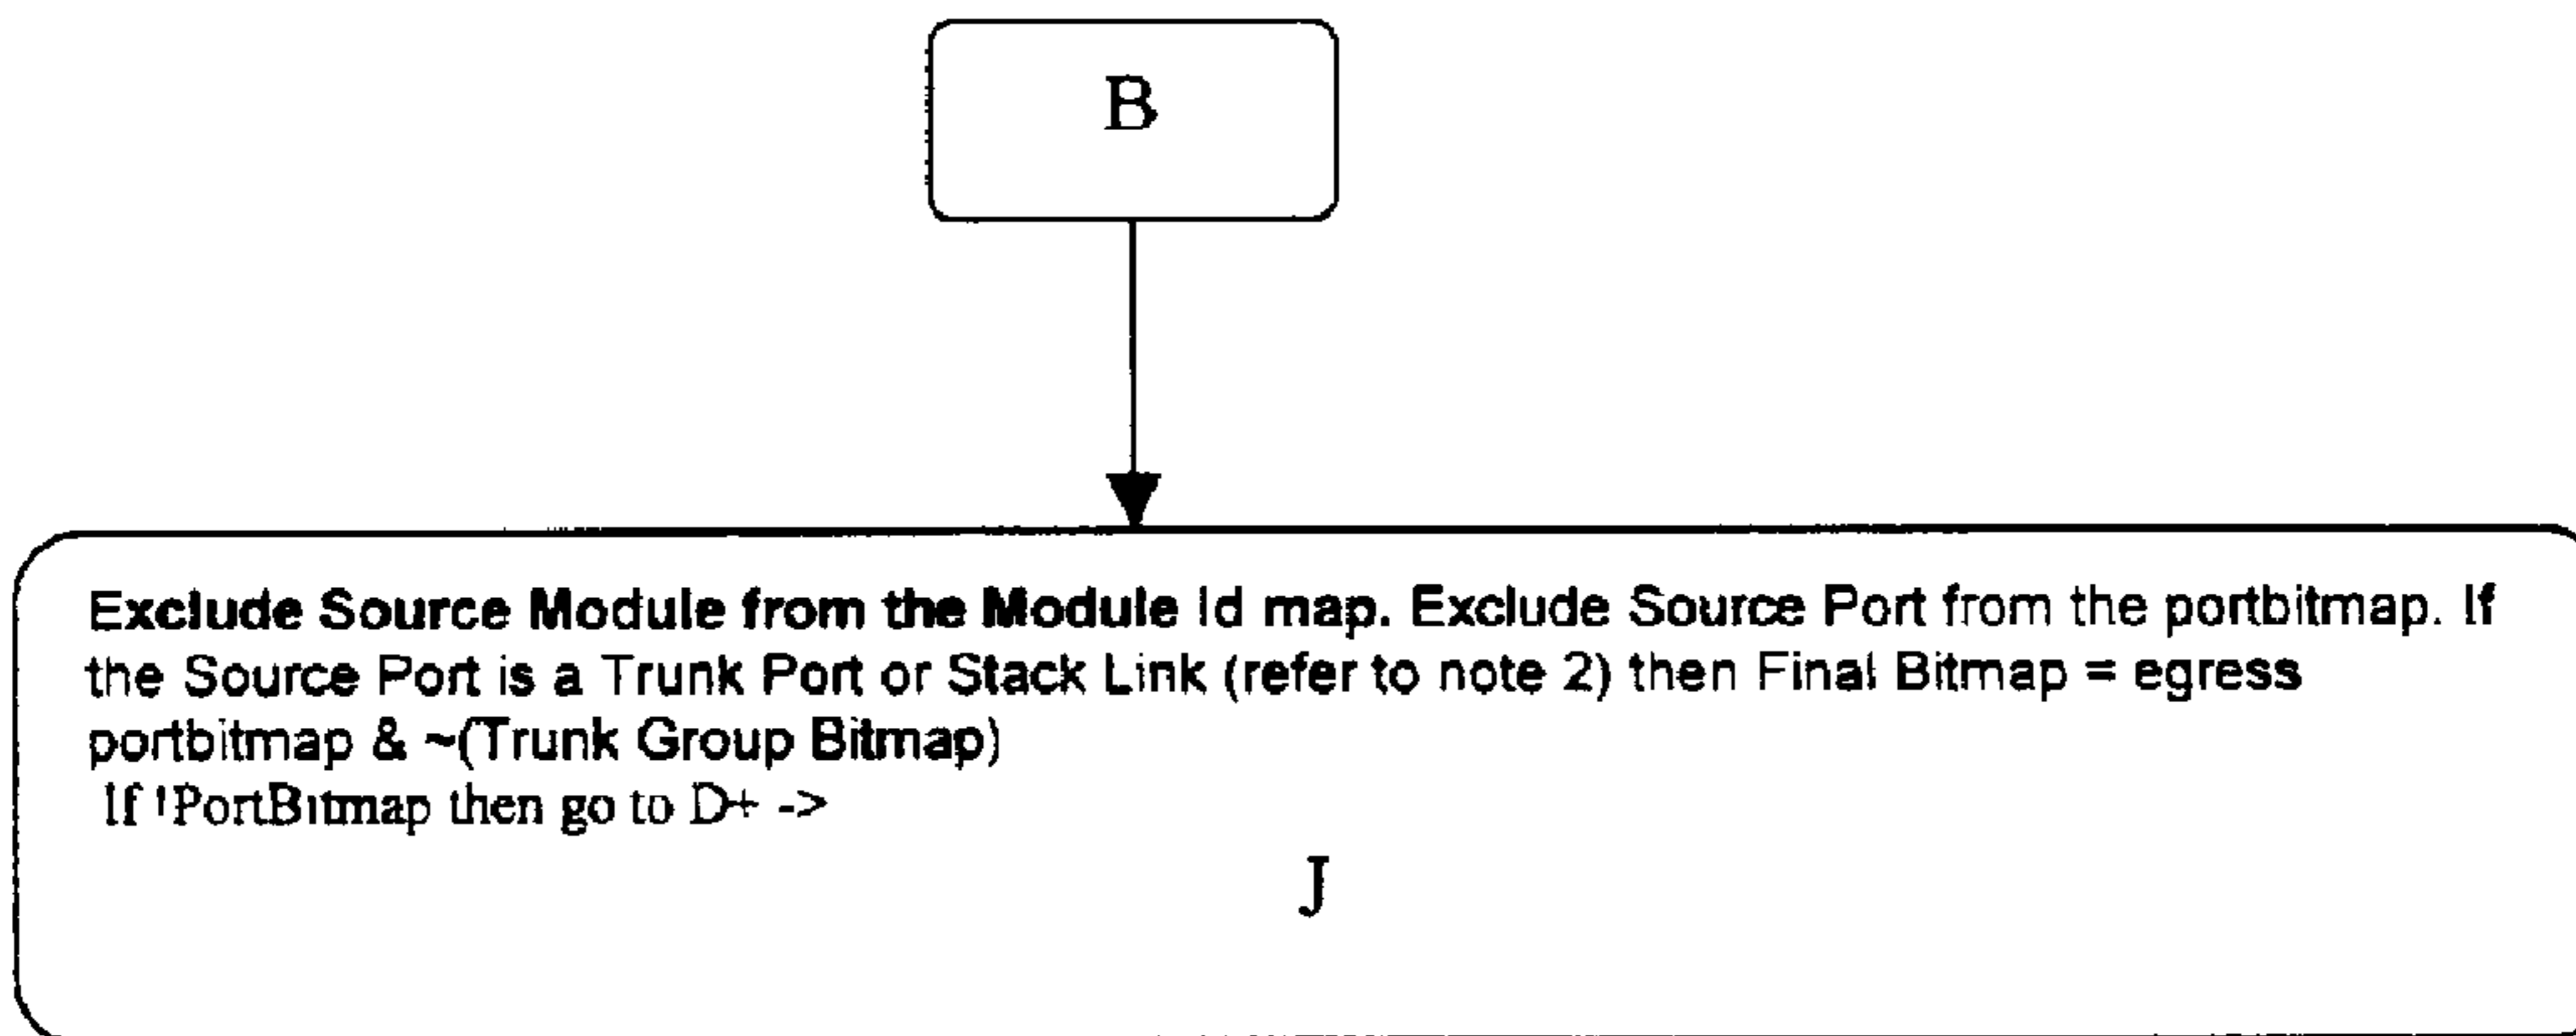 B
Exclude Source Module from the Module Id map. Exclude Source Port from the portbitmap. If
the Source Port is a Trunk Port or Stack Link (refer to note 2) then Final Bitmap = egress
portbitmap & ~(Trunk Group Bitmap)
If !PortBitmap then go to D+ ->
J